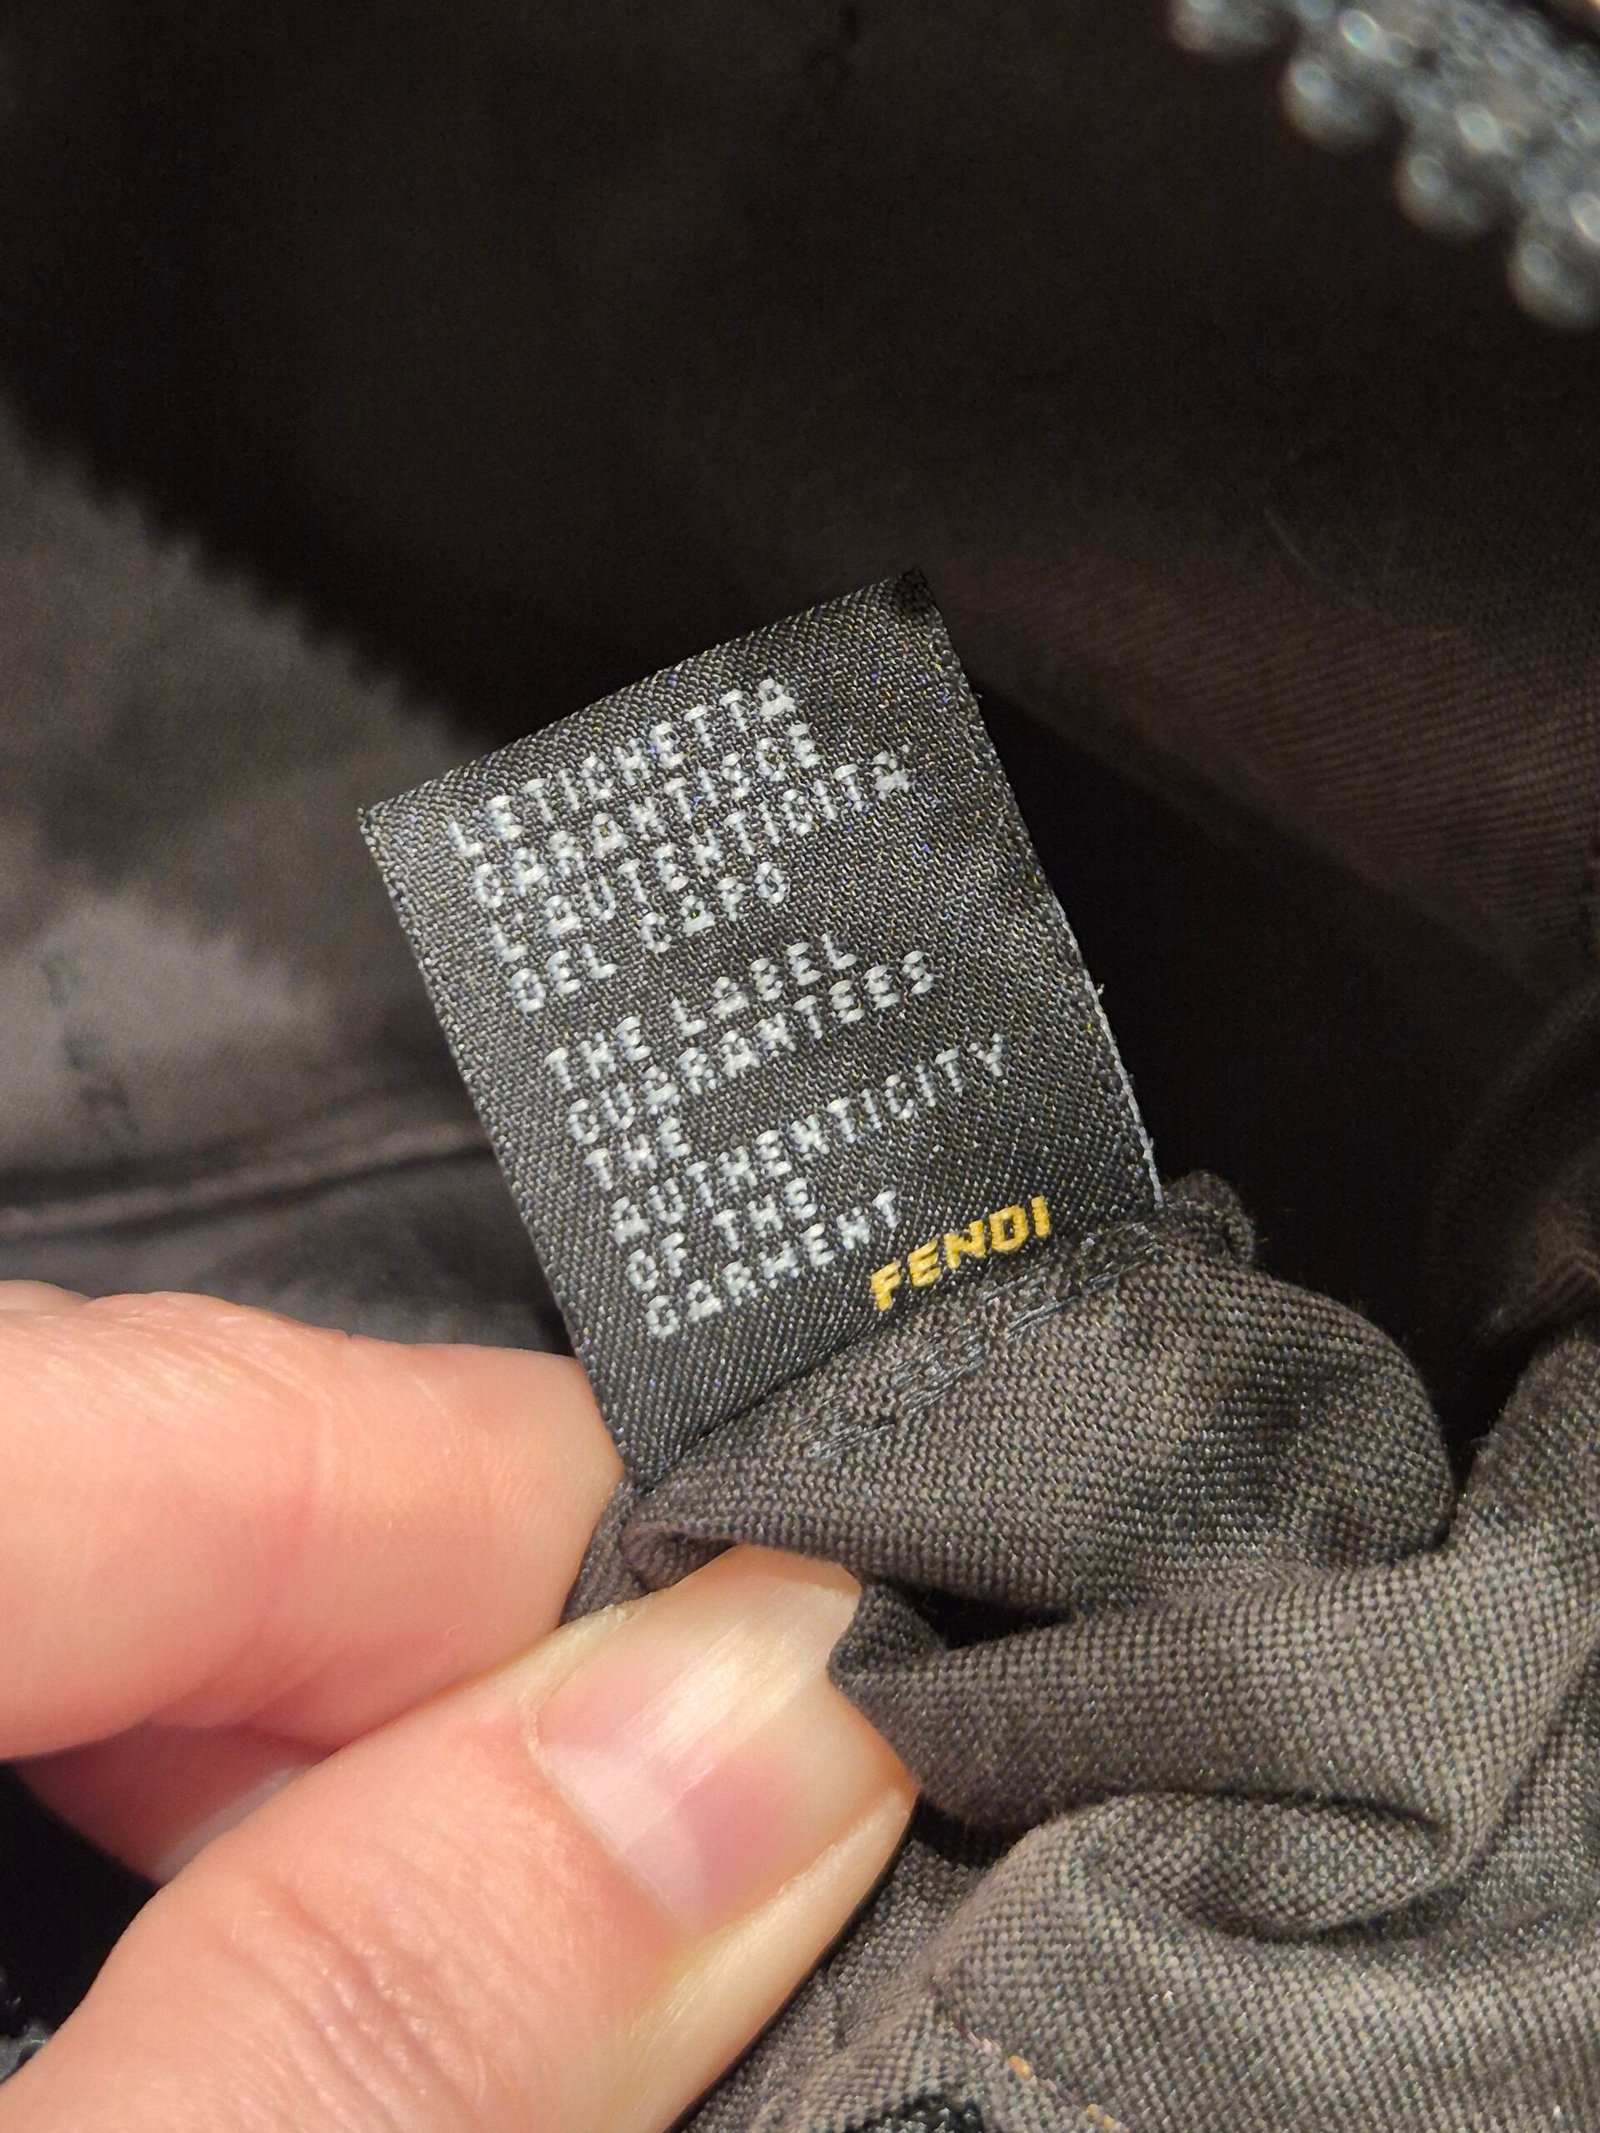 L'ETICHETTA
GARANTISCE
L'AUTENTICITA'
DEL CAPO
THE LABEL
GUARANTEES
THE
AUTHENTICITY
OF THE
GARMENT
FENDI